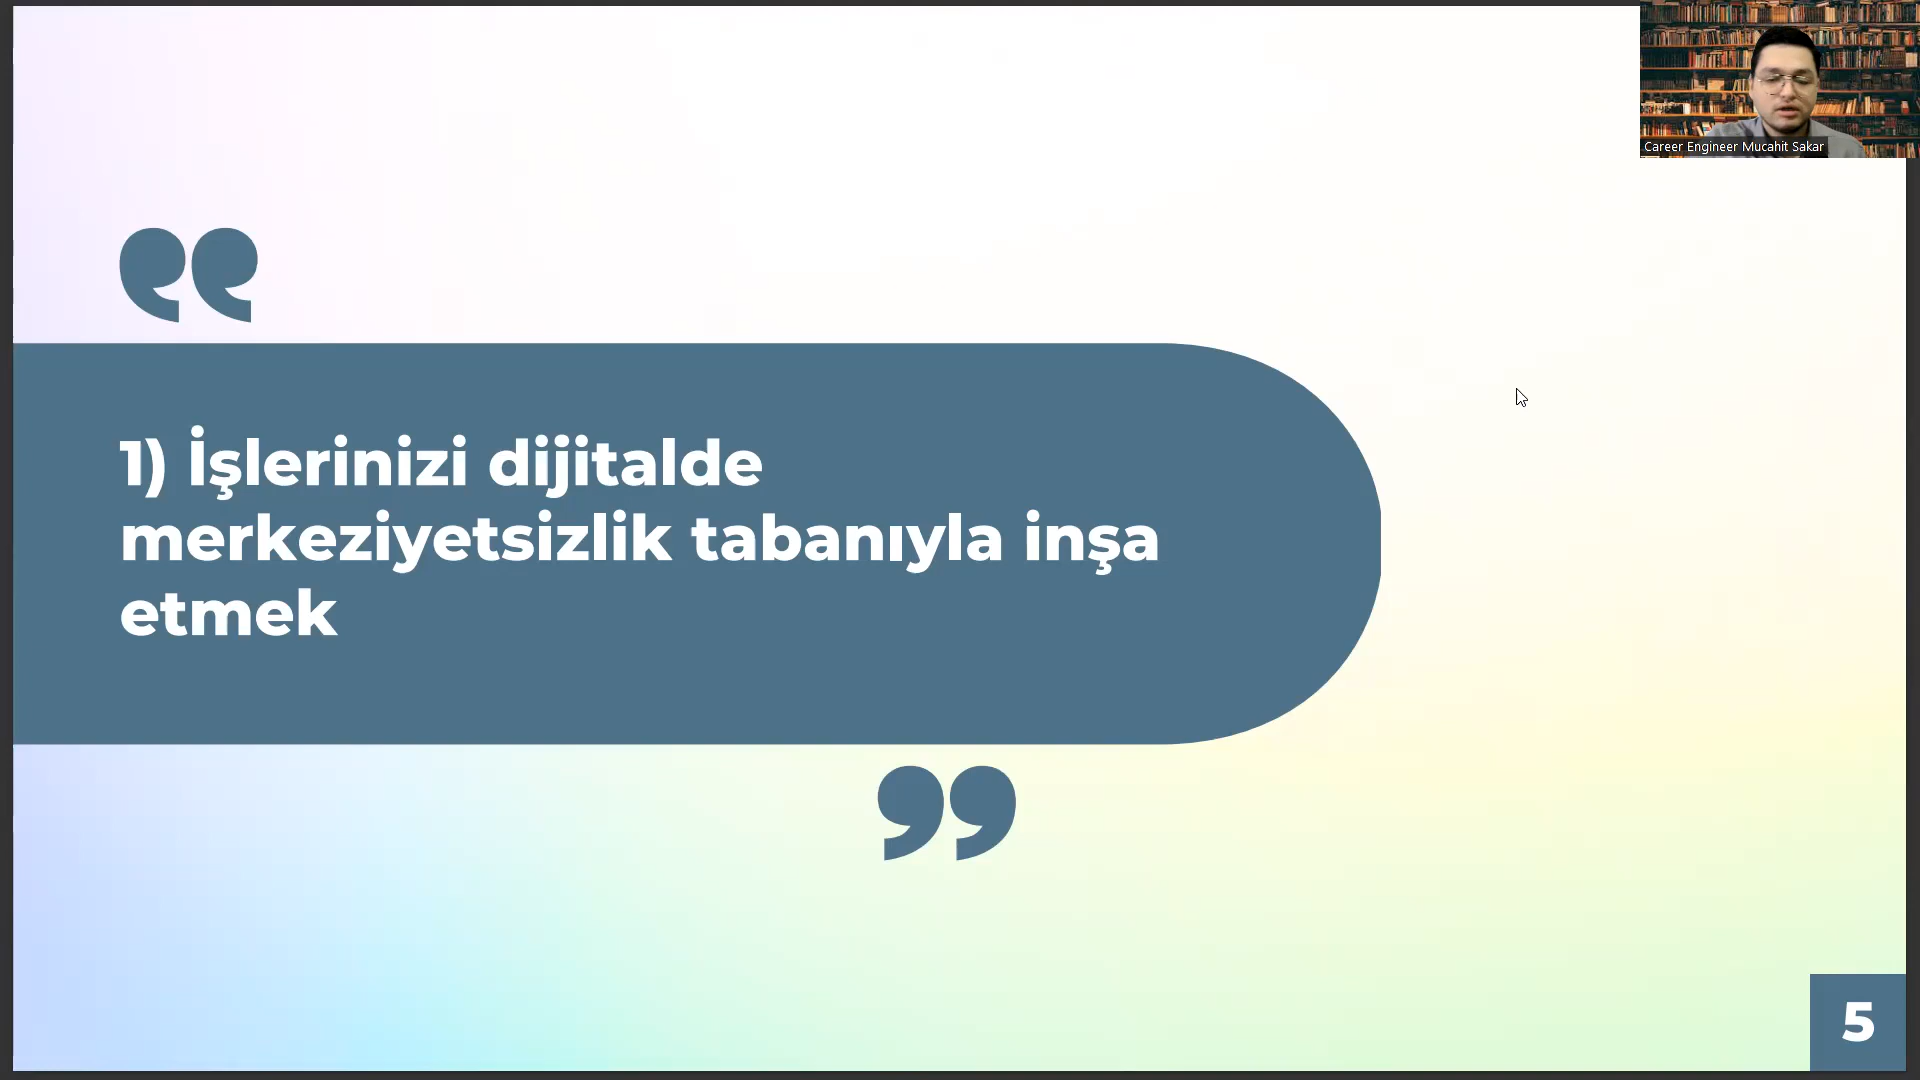 Career Engineer Mucahit Sakar
1) İşlerinizi dijitalde
merkeziyetsizlik tabanıyla inşa
etmek
5